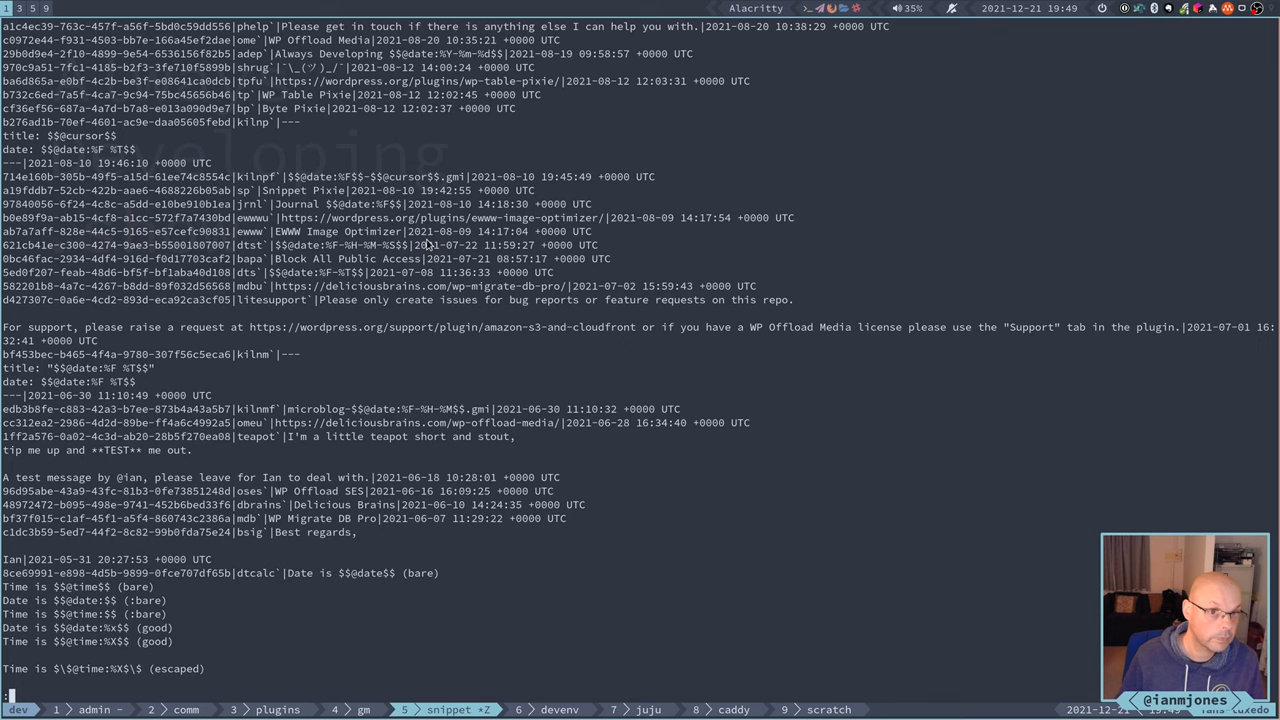 1 3 5 9
Alacritty
35%
2021-12-21 19:49
a1c4ec39-763c-457f-a56f-5bd0c59dd556|phelp`|Please get in touch if there is anything else I can help you with.|2021-08-20 10:38:29 +0000 UTC
c0972e44-f931-4503-bb7e-166a45ef2dae|ome`|WP Offload Media|2021-08-20 10:35:21 +0000 UTC
29b0d9e4-2f10-4899-9e54-6536156f82b5|adep`|Always Developing $$@date:%Y-%m-%d$$|2021-08-19 09:58:57 +0000 UTC
970c9a51-7fc1-4185-b2f3-3fe710f5899b|shrug`|¯\_(ツ)_/¯|2021-08-12 14:00:24 +0000 UTC
ba6d865a-e0bf-4c2b-be3f-e08641ca0dcb|tpfu`|https://wordpress.org/plugins/wp-table-pixie/|2021-08-12 12:03:31 +0000 UTC
b732c6ed-7a5f-4ca7-9c94-75bc45656b46|tp`|WP Table Pixie|2021-08-12 12:02:45 +0000 UTC
cf36ef56-687a-4a7d-b7a8-e013a090d9e7|bp`|Byte Pixie|2021-08-12 12:02:37 +0000 UTC
b276ad1b-70ef-4601-ac9e-daa05605febd|kilnp`|---
title: $$@cursor$$
date: $$@date:%F %T$$
---|2021-08-10 19:46:10 +0000 UTC
714e160b-305b-49f5-a15d-61ee74c8554c|kilnpf`|$$@date:%F$$-$$@cursor$$.gmi|2021-08-10 19:45:49 +0000 UTC
a19fddb7-52cb-422b-aae6-4688226b05ab|sp`|Snippet Pixie|2021-08-10 19:42:55 +0000 UTC
97840056-6f24-4c8c-a5dd-e10be910b1ea|jrnl`|Journal $$@date:%F$$|2021-08-10 14:18:30 +0000 UTC
b0e89f9a-ab15-4cf8-a1cc-572f7a7430bd|ewwwu`|https://wordpress.org/plugins/ewww-image-optimizer/|2021-08-09 14:17:54 +0000 UTC
ab7a7aff-828e-44c5-9165-e57cefc90831|ewww`|EWWW Image Optimizer|2021-08-09 14:17:04 +0000 UTC
621cb41e-c300-4274-9ae3-b55001807007|dtst`|$$@date:%F-%H-%M-%S$$|2021-07-22 11:59:27 +0000 UTC
0bc46fac-2934-4df4-916d-f0d17703caf2|bapa`|Block All Public Access|2021-07-21 08:57:17 +0000 UTC
5ed0f207-feab-48d6-bf5f-bf1aba40d108|dts`|$$@date:%F-%T$$|2021-07-08 11:36:33 +0000 UTC
582201b8-4a7c-4267-b8dd-89f032d56568|mdbu`|https://deliciousbrains.com/wp-migrate-db-pro/|2021-07-02 15:59:43 +0000 UTC
d427307c-0a6e-4cd2-893d-eca92ca3cf05|litesupport`|Please only create issues for bug reports or feature requests on this repo.
For support, please raise a request at https://wordpress.org/support/plugin/amazon-s3-and-cloudfront or if you have a WP Offload Media license please use the "Support" tab in the plugin.|2021-07-01 16:
32:41 +0000 UTC
bf453bec-b465-4f4a-9780-307f56c5eca6|kilnm`|---
title: "$$@date:%F %T$$"
date: $$@date:%F %T$$
---|2021-06-30 11:10:49 +0000 UTC
edb3b8fe-c883-42a3-b7ee-873b4a43a5b7|kilnmf`|microblog-$$@date:%F-%H-%M$$.gmi|2021-06-30 11:10:32 +0000 UTC
cc312ea2-2986-4d2d-89be-ff4a6c4992a5|omeu`|https://deliciousbrains.com/wp-offload-media/|2021-06-28 16:34:40 +0000 UTC
1ff2a576-0a02-4c3d-ab20-28b5f270ea08|teapot`|I'm a little teapot short and stout,
tip me up and **TEST** me out.
A test message by @ian, please leave for Ian to deal with.|2021-06-18 10:28:01 +0000 UTC
96d95abe-43a9-43fc-81b3-0fe73851248d|oses`|WP Offload SES|2021-06-16 16:09:25 +0000 UTC
48972472-b095-498e-9741-452b6bed33f6|dbrains`|Delicious Brains|2021-06-10 14:24:35 +0000 UTC
bf37f015-c1af-45f1-a5f4-860743c2386a|mdb`|WP Migrate DB Pro|2021-06-07 11:29:22 +0000 UTC
c1dc3b59-5ed7-44f2-8c82-99b0fda75e24|bsig`|Best regards,
Ian|2021-05-31 20:27:53 +0000 UTC
8ce69991-e898-4d5b-9899-0fce707df65b|dtcalc`|Date is $$@date$$ (bare)
Time is $$@time$$ (bare)
Date is $$@date:$$ (:bare)
Time is $$@time:$$ (:bare)
Date is $$@date:%x$$ (good)
Time is $$@time:%X$$ (good)
Time is $\$@time:%X$\$ (escaped)
:
dev 1 admin - 2 comm 3 plugins 4 gm 5 snippet *Z 6 devenv 7 juju 8 caddy 9 scratch
@ianmjones